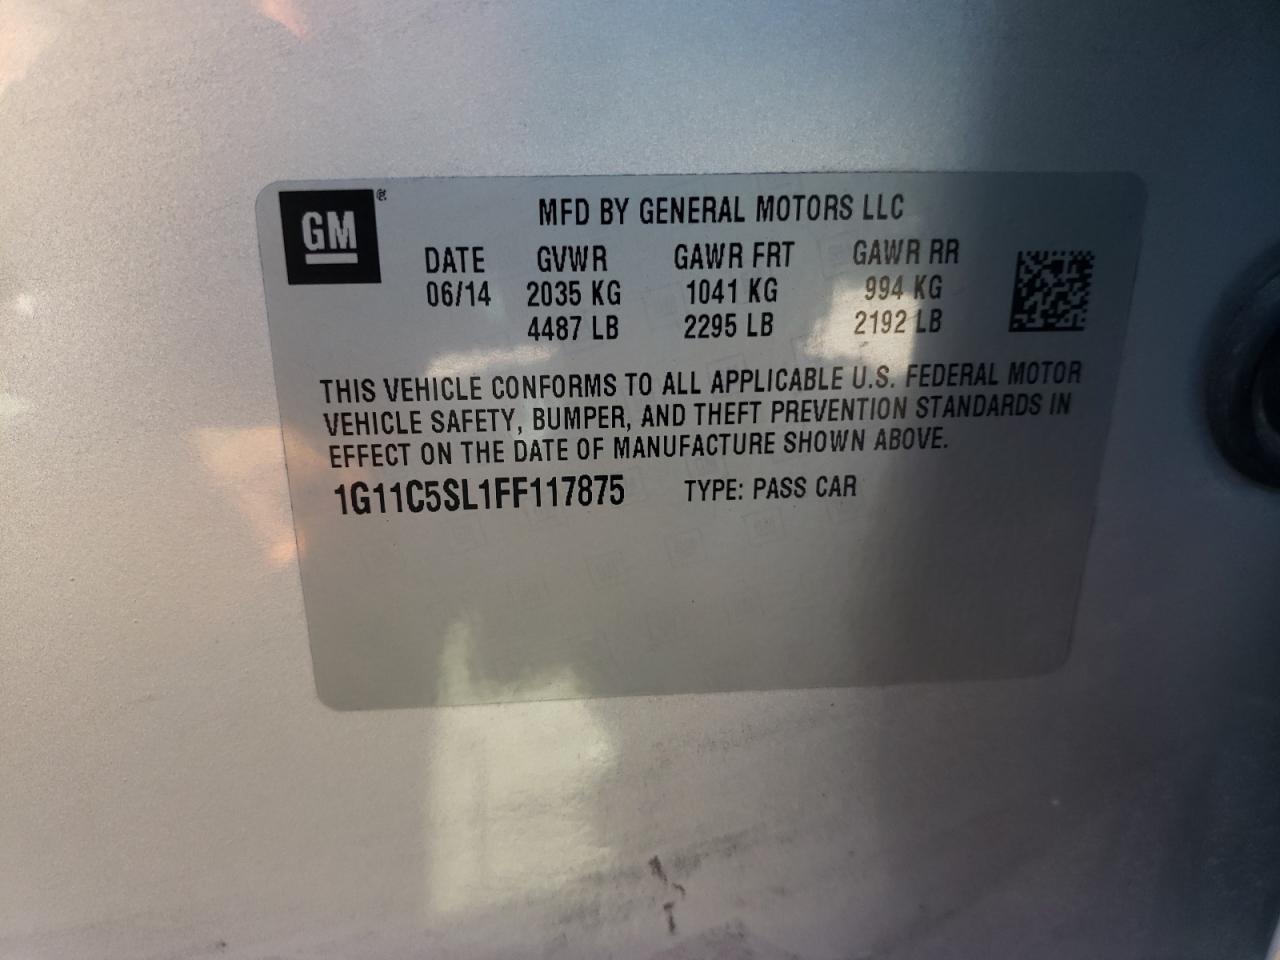 GM ®
MFD BY GENERAL MOTORS LLC
DATE GVWR GAWR FRT GAWR RR
06/14 2035 KG 1041 KG 994 KG
4487 LB 2295 LB 2192 LB
THIS VEHICLE CONFORMS TO ALL APPLICABLE U.S. FEDERAL MOTOR
VEHICLE SAFETY, BUMPER, AND THEFT PREVENTION STANDARDS IN
EFFECT ON THE DATE OF MANUFACTURE SHOWN ABOVE.
1G11C5SL1FF117875 TYPE: PASS CAR